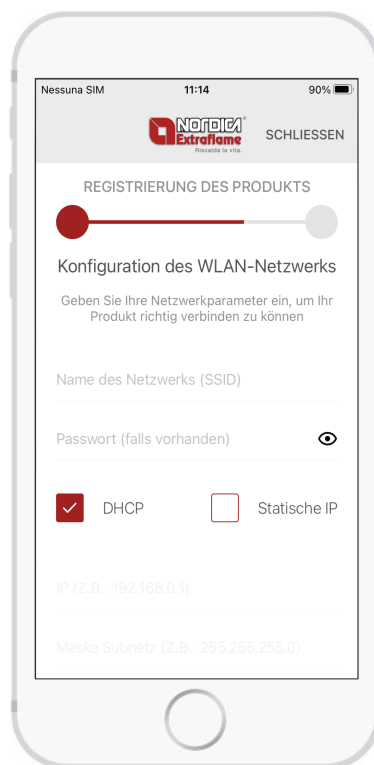 Nessuna SIM 11:14 90%
NORDICA
Extraflame
Riscalda la vita.
SCHLIESSEN
REGISTRIERUNG DES PRODUKTS
Konfiguration des WLAN-Netzwerks
Geben Sie Ihre Netzwerkparameter ein, um Ihr
Produkt richtig verbinden zu können
Name des Netzwerks (SSID)
Passwort (falls vorhanden)
DHCP Statische IP
IP (Z.B.: 192.168.0.1)
Maske Subnetz (Z.B.: 255.255.255.0)